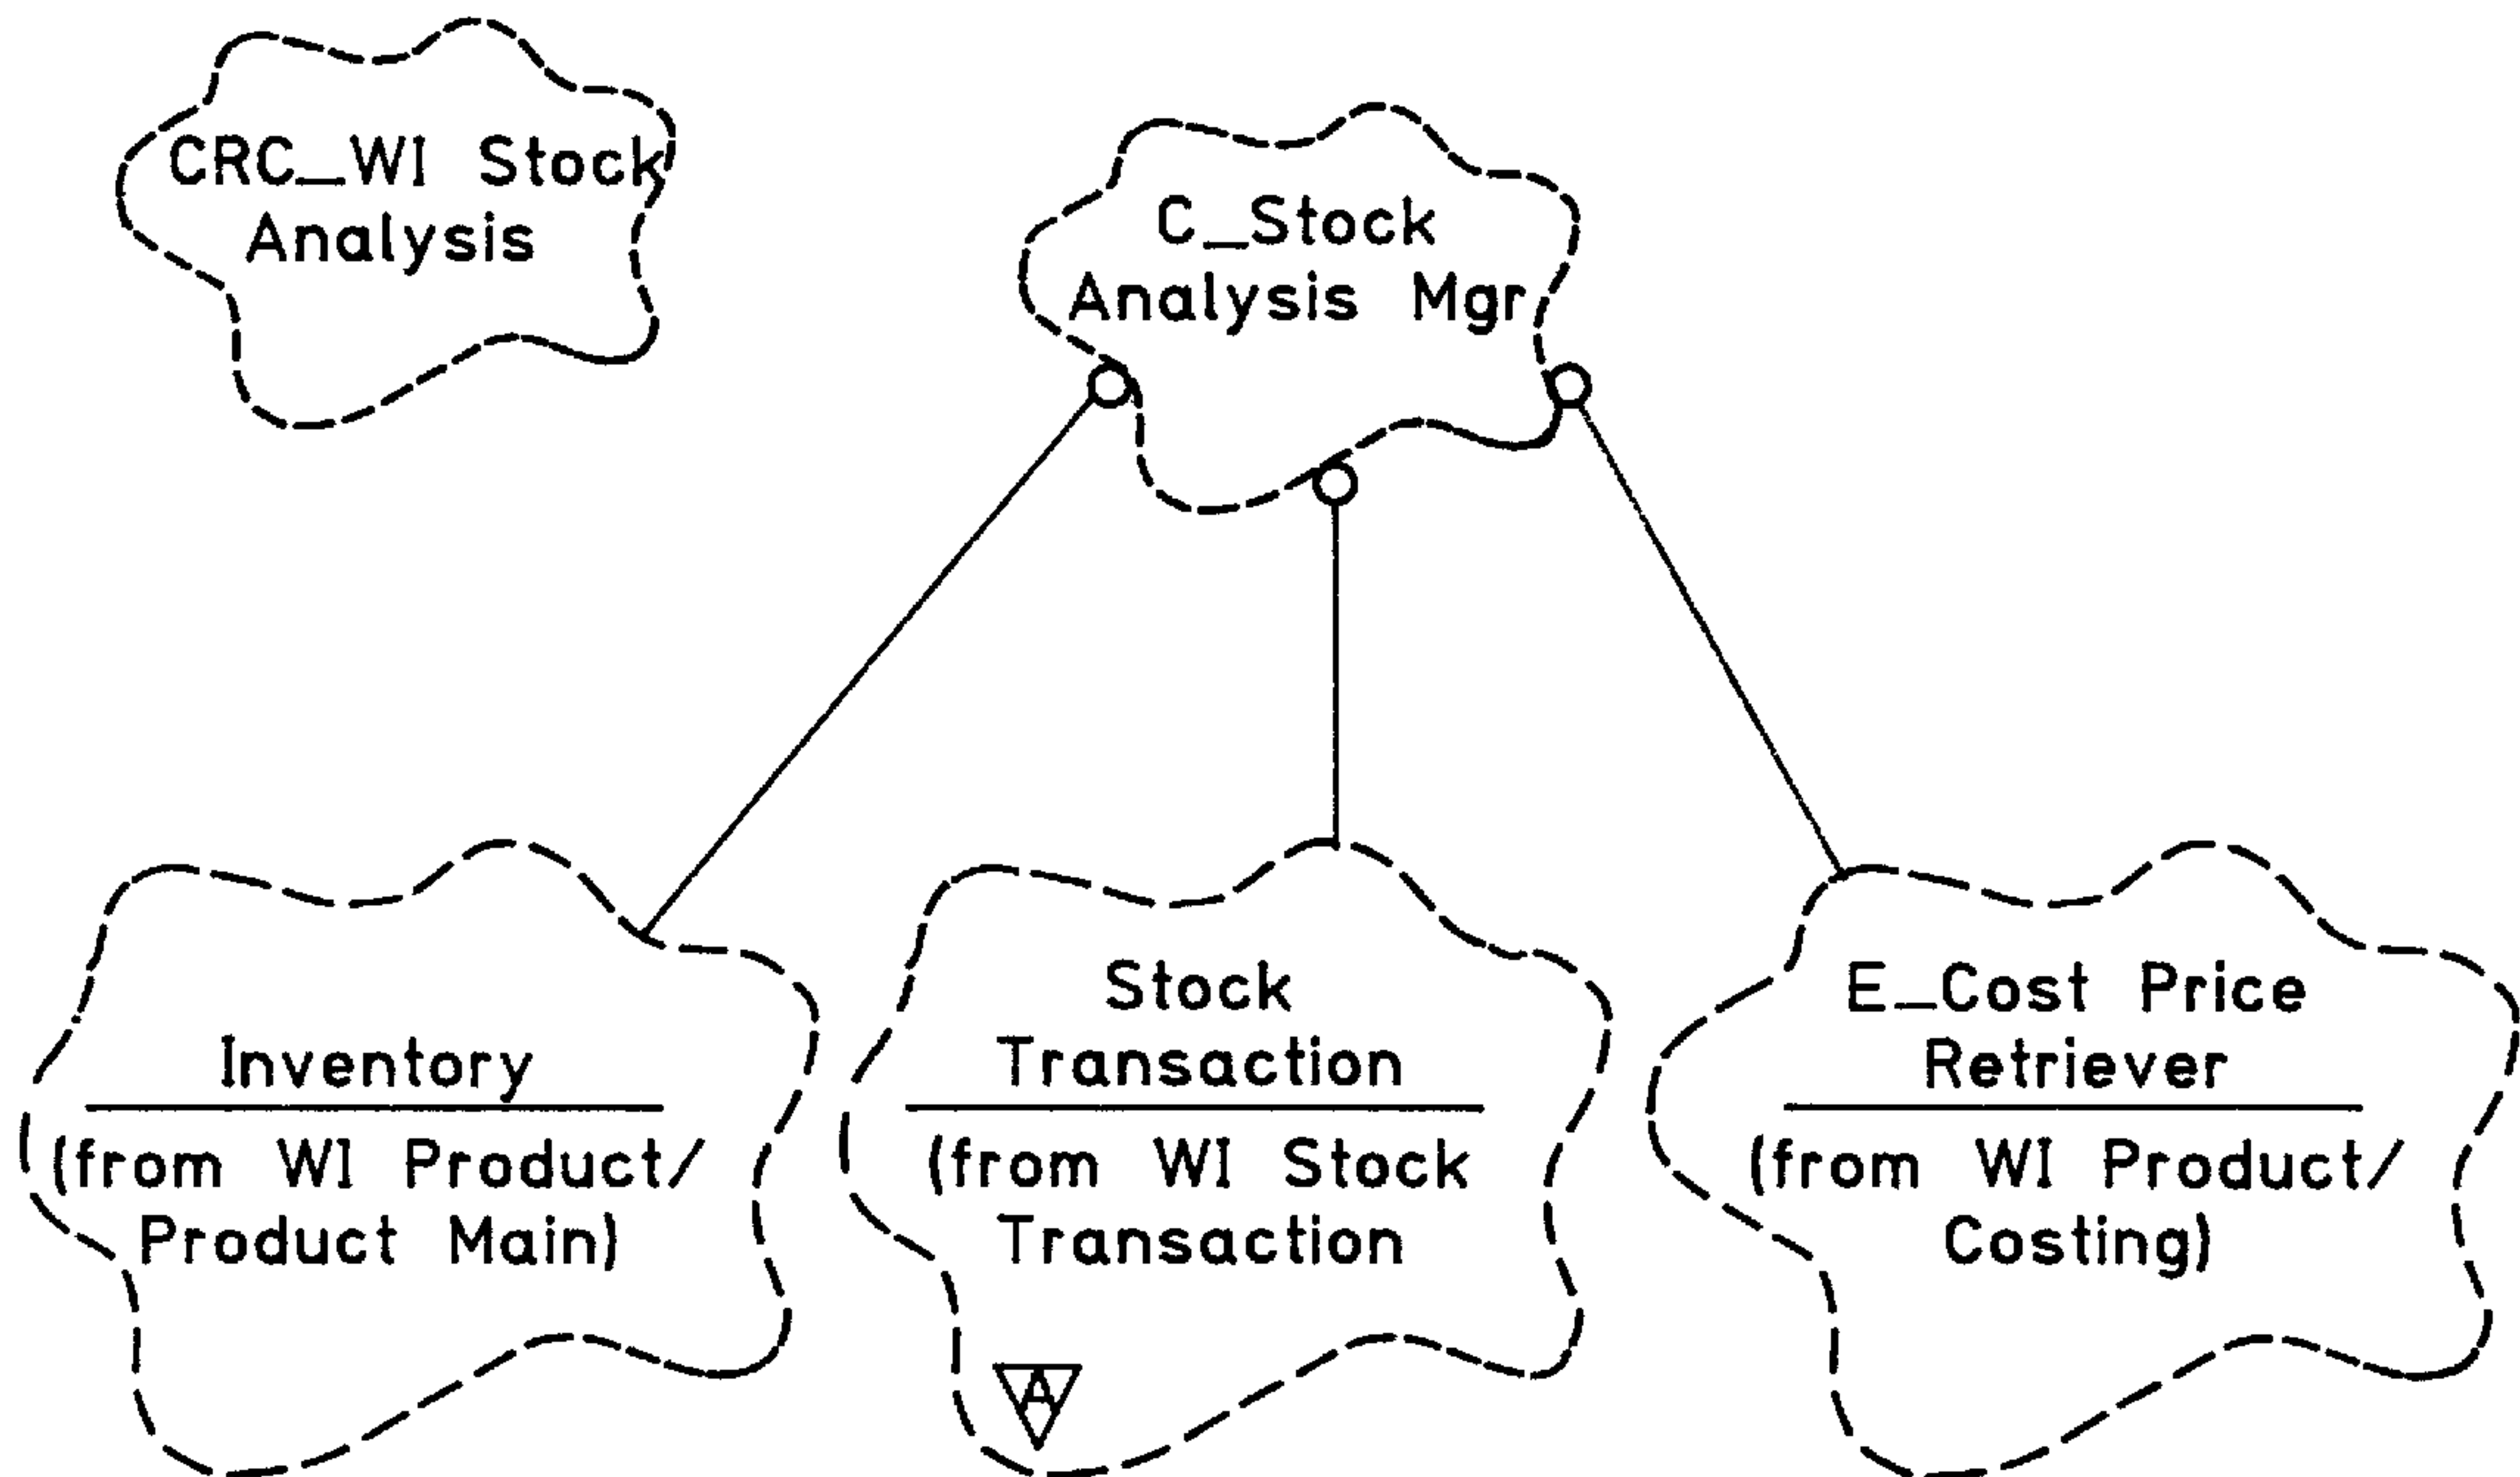 CRC_WI Stock
Analysis
C_Stock
Analysis Mgr
Inventory
(from WI Product/
Product Main)
Stock
Transaction
(from WI Stock
Transaction
A
E_Cost Price
Retriever
(from WI Product/
Costing)